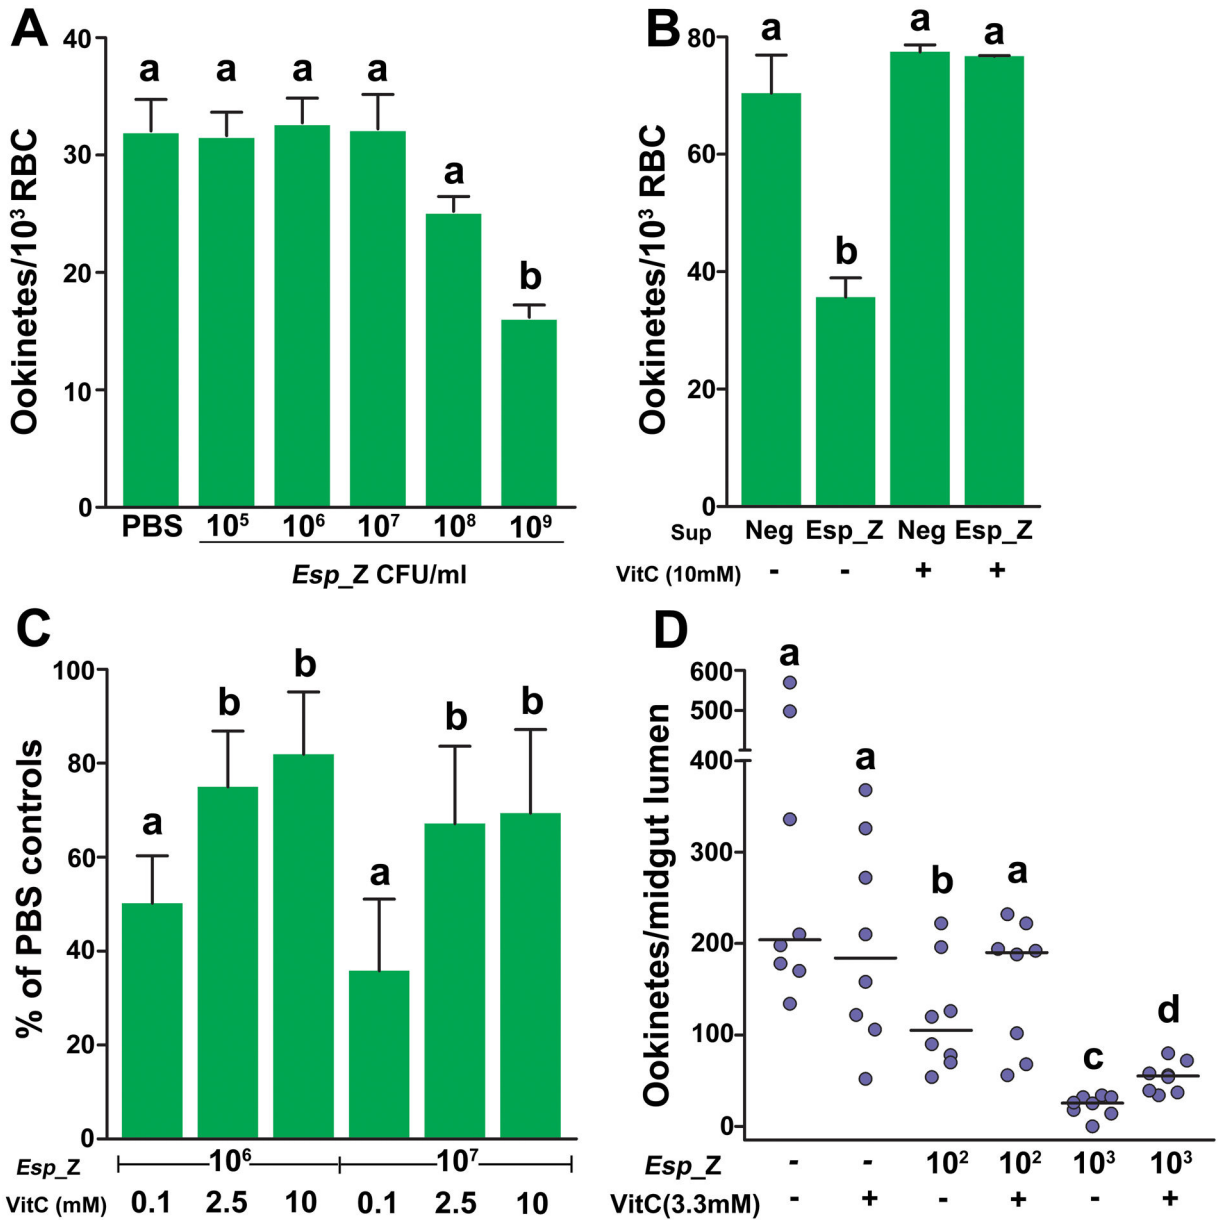 A
Ookinetes/10³ RBC
40
30
20
10
0
a
a
a
a
a
b
PBS
10⁵
10⁶
10⁷
10⁸
10⁹
Esp_Z CFU/ml
B
Ookinetes/10³ RBC
80
60
40
20
0
a
b
a
a
Sup Neg Esp_Z Neg Esp_Z
VitC (10mM) - - + +
C
% of PBS controls
100
80
60
40
20
0
a
b
b
a
b
b
Esp_Z 10⁶ 10⁷
VitC (mM) 0.1 2.5 10 0.1 2.5 10
D
Ookinetes/midgut lumen
600
500
400
300
200
100
0
a
a
b
a
c
d
Esp_Z - - 10² 10² 10³ 10³
VitC(3.3mM) - + - + - +